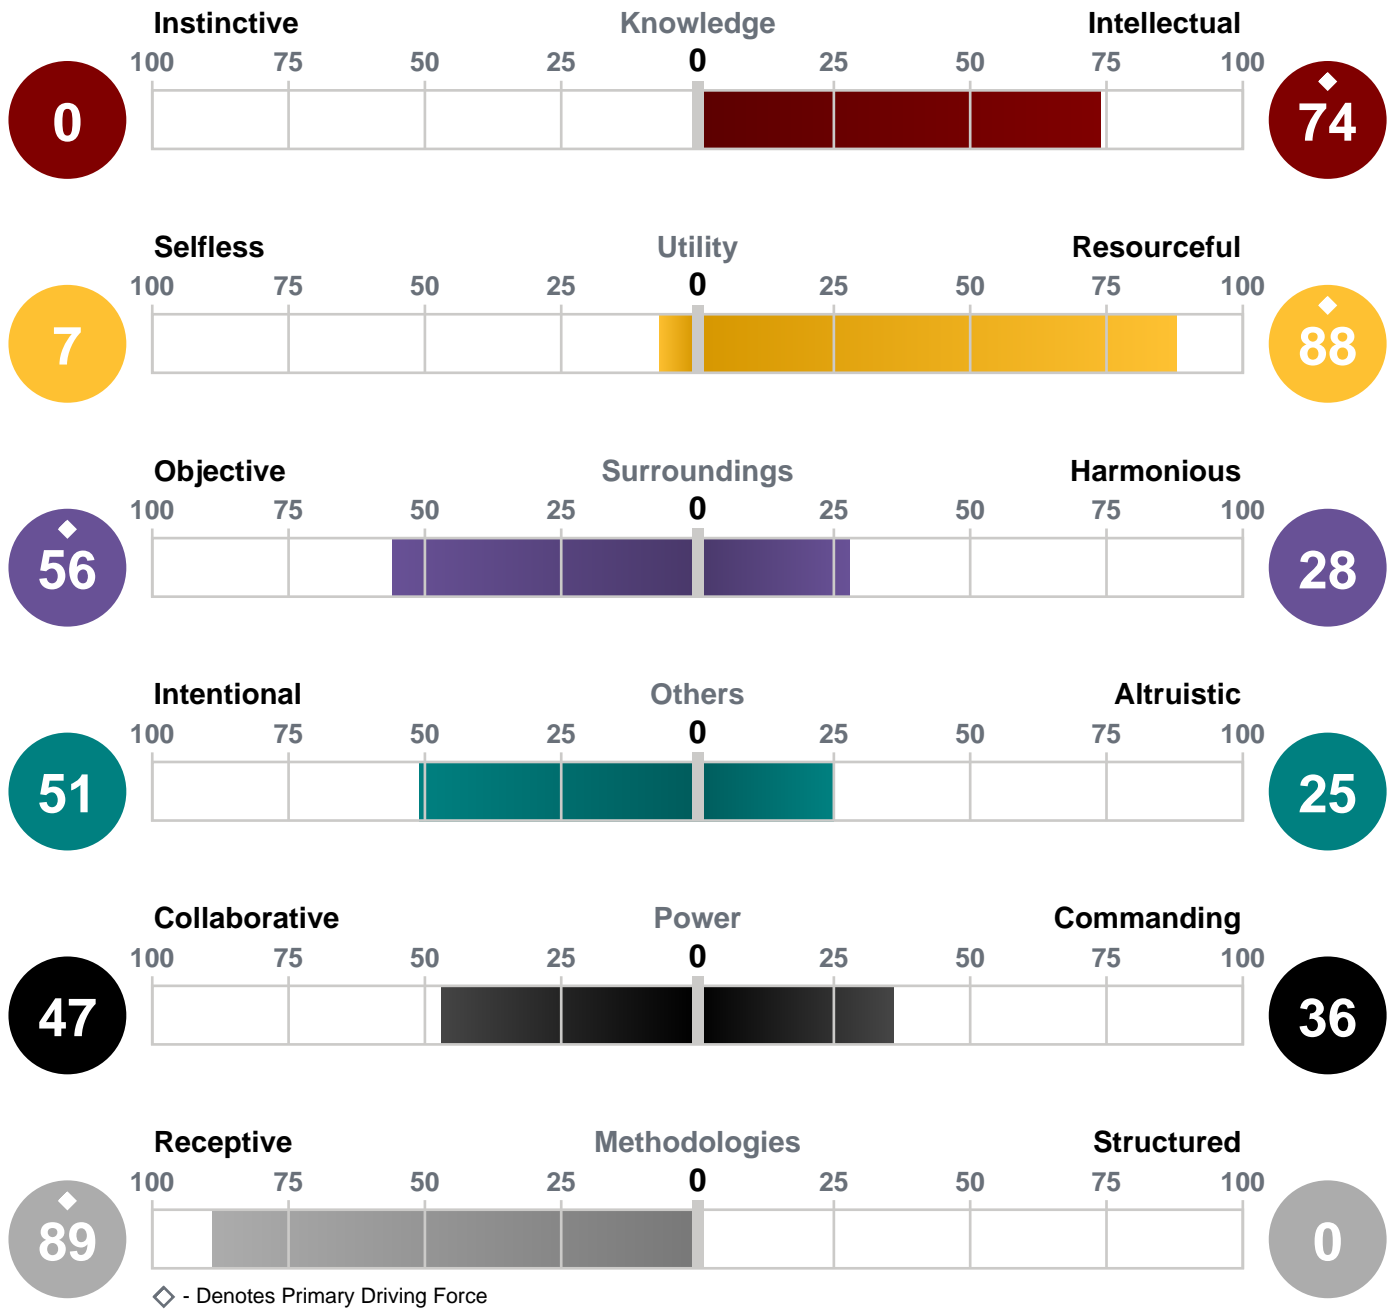 Instinctive Knowledge Intellectual
100 75 50 25 0 25 50 75 100
0 74
Selfless Utility Resourceful
100 75 50 25 0 25 50 75 100
7 88
Objective Surroundings Harmonious
100 75 50 25 0 25 50 75 100
56 28
Intentional Others Altruistic
100 75 50 25 0 25 50 75 100
51 25
Collaborative Power Commanding
100 75 50 25 0 25 50 75 100
47 36
Receptive Methodologies Structured
100 75 50 25 0 25 50 75 100
89 0
- Denotes Primary Driving Force